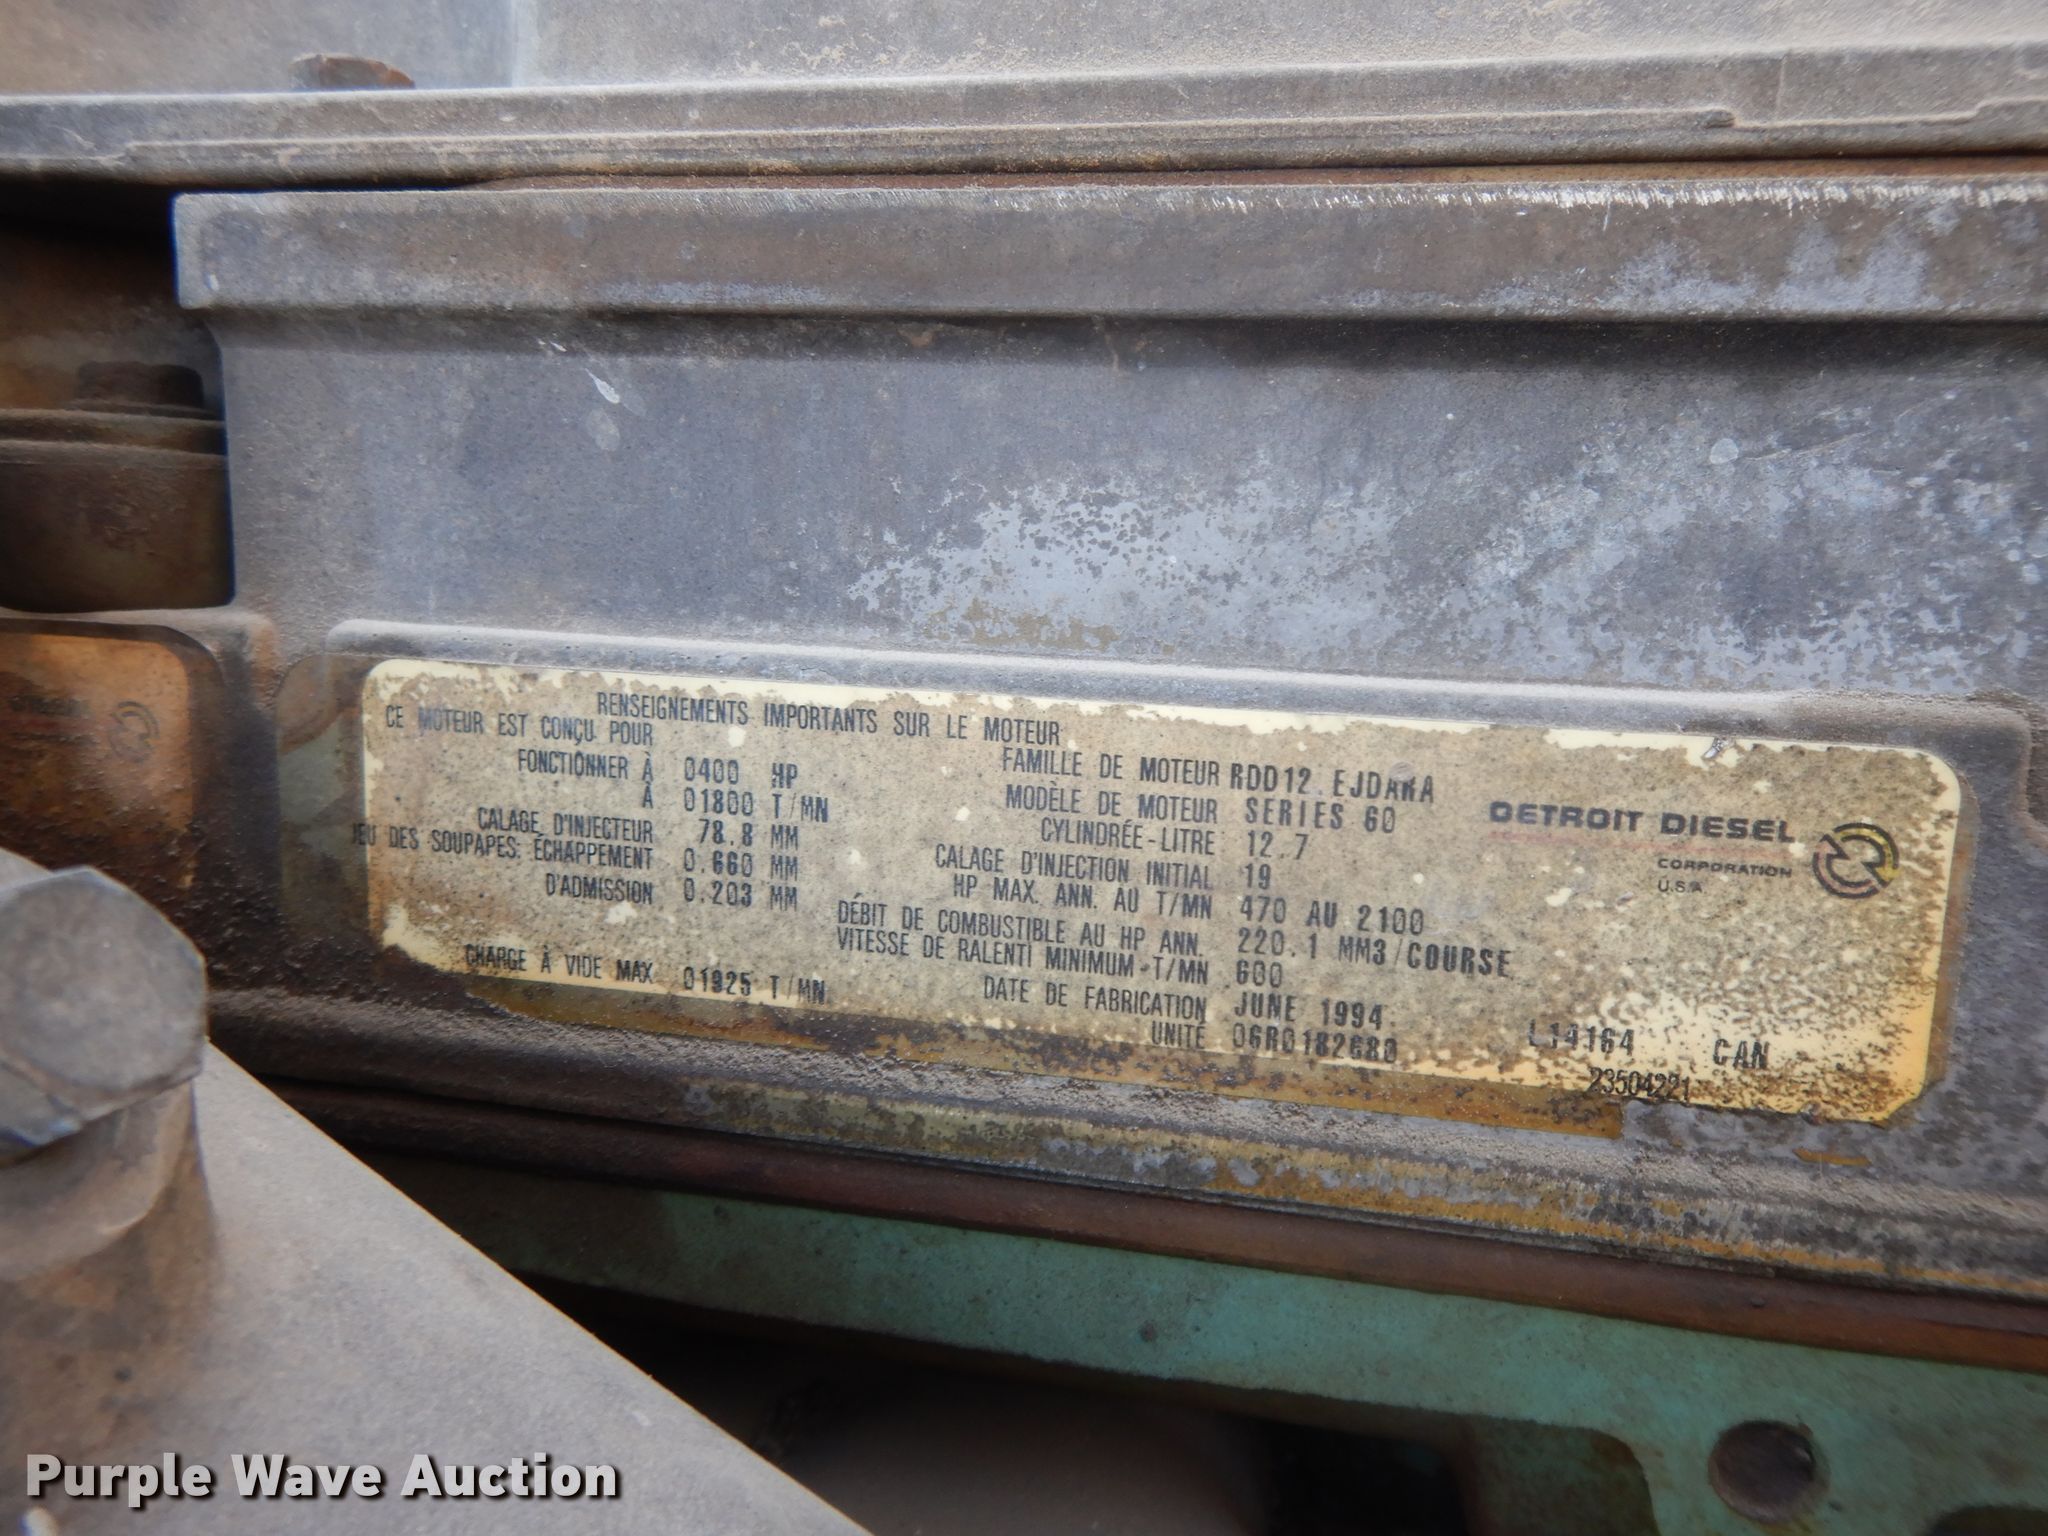 RENSEIGNEMENTS IMPORTANTS SUR LE MOTEUR
CE MOTEUR EST CONÇU POUR
FONCTIONNER À 0400 HP
À 01800 T/MN
CALAGE D'INJECTEUR 78.8 MM
JEU DES SOUPAPES: ÉCHAPPEMENT 0.660 MM
D'ADMISSION 0.203 MM
CHARGE À VIDE MAX 01925 T/MN
FAMILLE DE MOTEUR RDD12.EJDARA
MODÈLE DE MOTEUR SERIES 60
CYLINDRÉE-LITRE 12.7
CALAGE D'INJECTION INITIAL 19
HP MAX. ANN. AU T/MN 470 AU 2100
DÉBIT DE COMBUSTIBLE AU HP ANN. 220.1 MM3/COURSE
VITESSE DE RALENTI MINIMUM-T/MN 600
DATE DE FABRICATION JUNE 1994
UNITÉ 06R0182680
DETROIT DIESEL
CORPORATION
U.S.A.
L14164 CAN
23504221
Purple Wave Auction